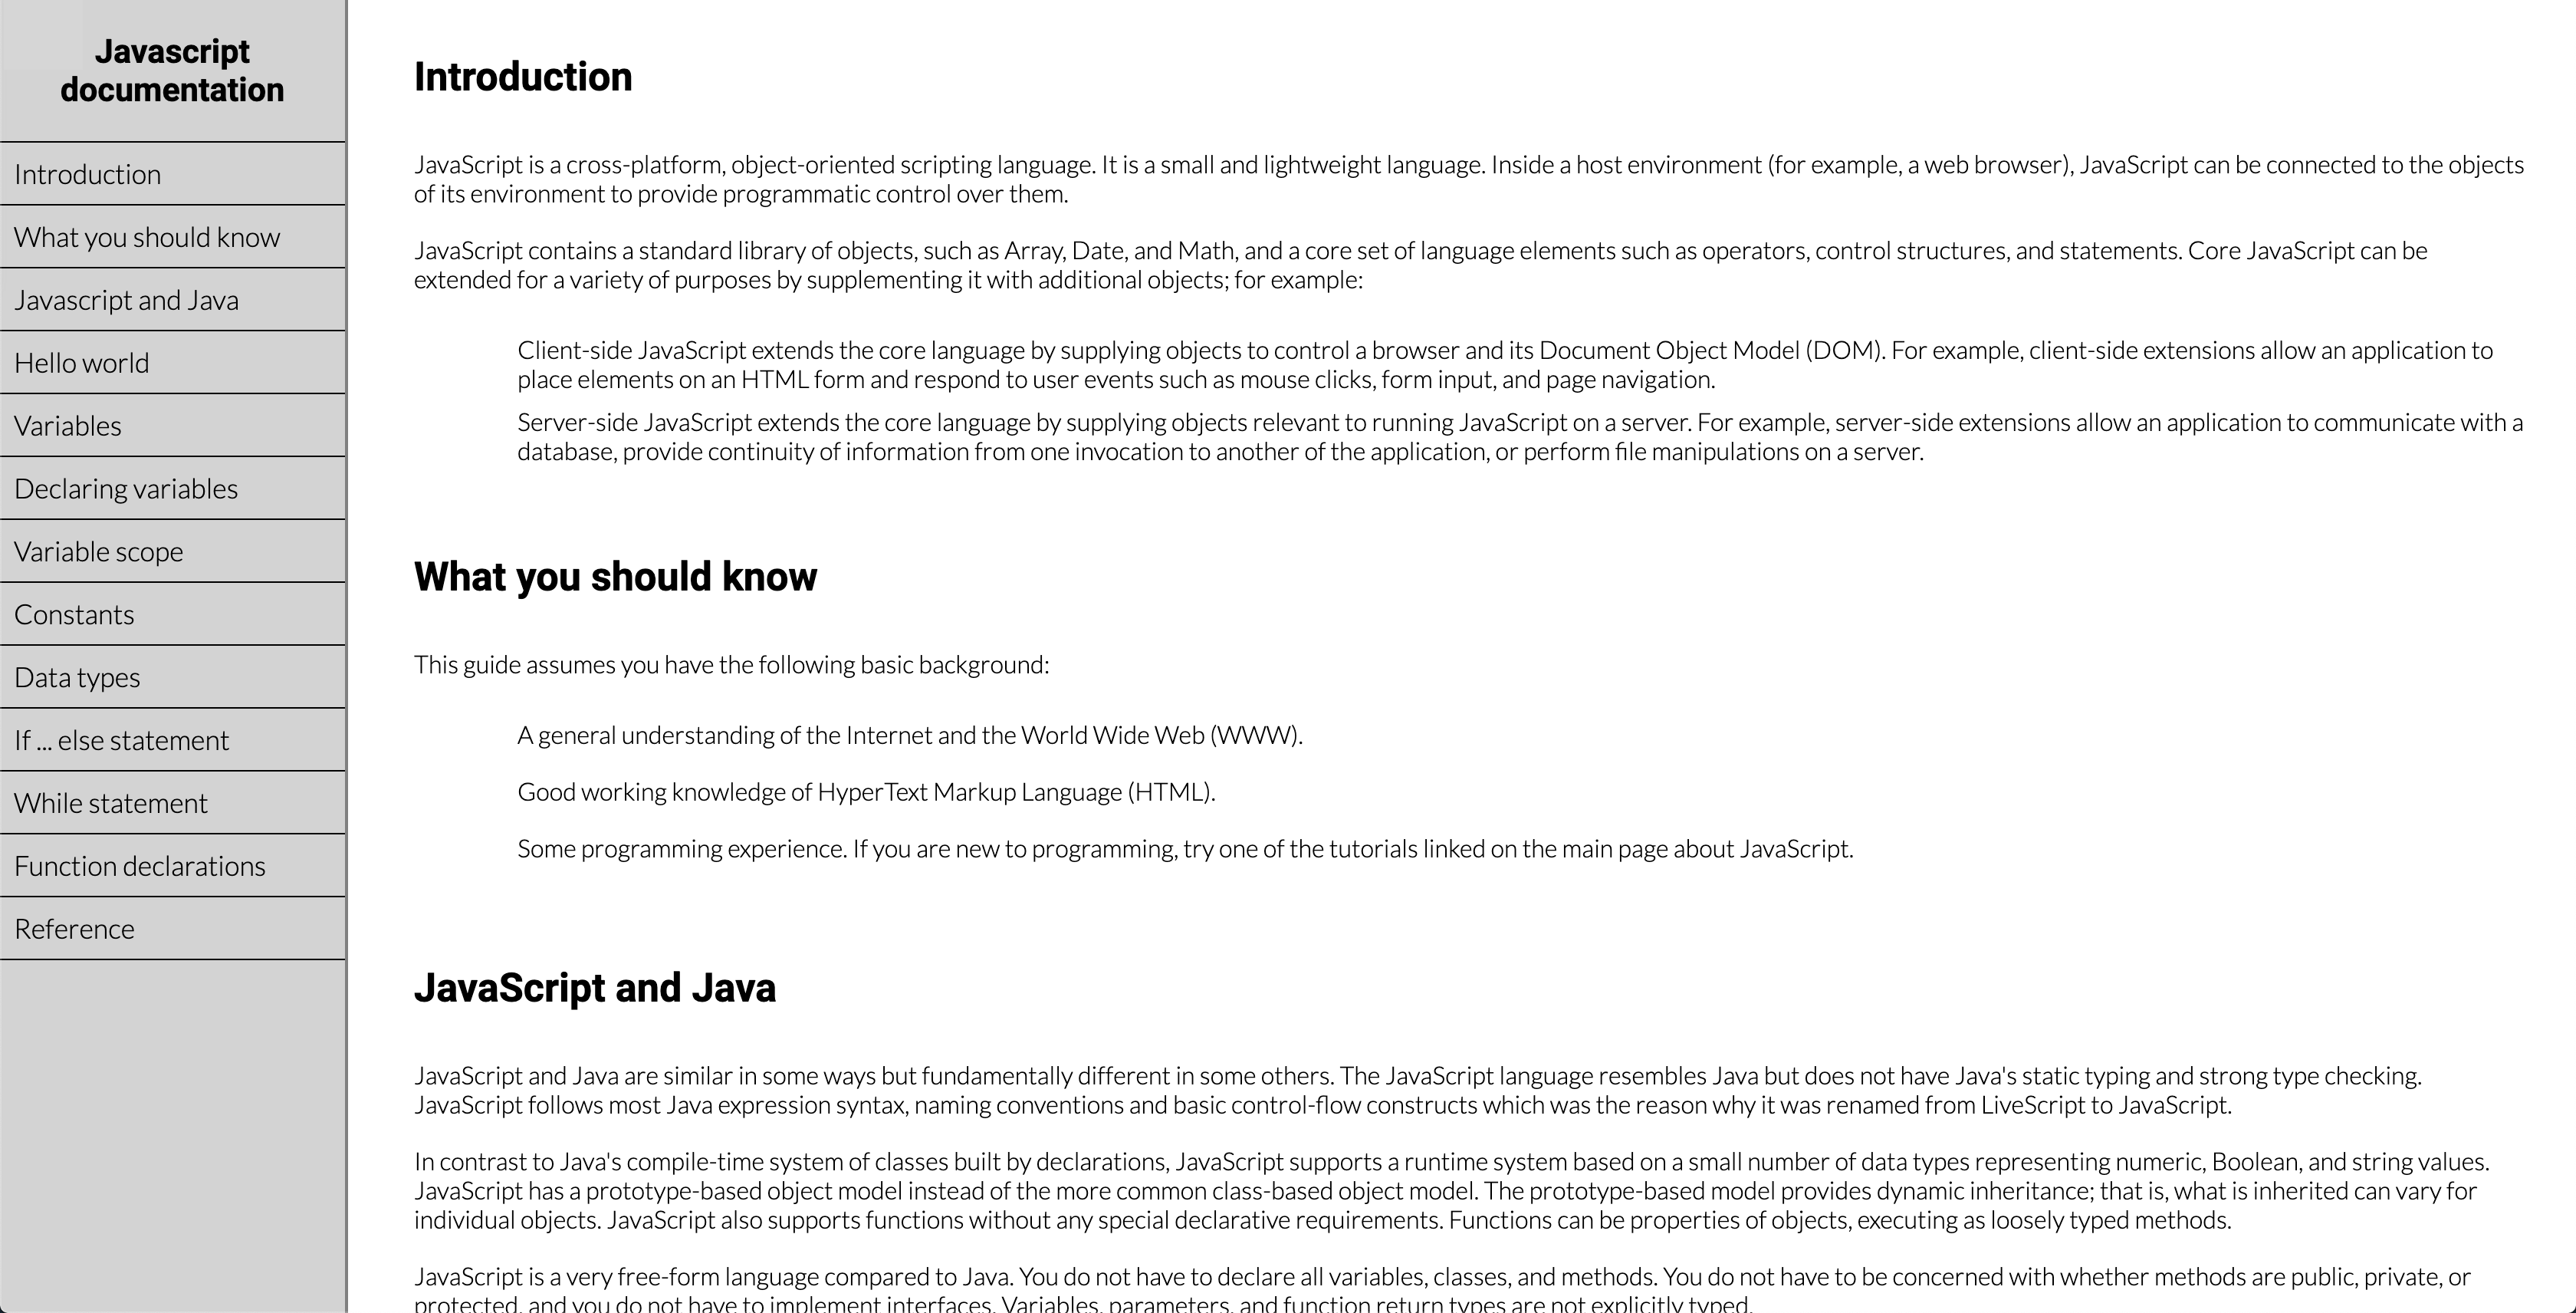 Javascript
documentation
Introduction
What you should know
Javascript and Java
Hello world
Variables
Declaring variables
Variable scope
Constants
Data types
If ... else statement
While statement
Function declarations
Reference
Introduction
JavaScript is a cross-platform, object-oriented scripting language. It is a small and lightweight language. Inside a host environment (for example, a web browser), JavaScript can be connected to the objects
of its environment to provide programmatic control over them.
JavaScript contains a standard library of objects, such as Array, Date, and Math, and a core set of language elements such as operators, control structures, and statements. Core JavaScript can be
extended for a variety of purposes by supplementing it with additional objects; for example:
Client-side JavaScript extends the core language by supplying objects to control a browser and its Document Object Model (DOM). For example, client-side extensions allow an application to
place elements on an HTML form and respond to user events such as mouse clicks, form input, and page navigation.
Server-side JavaScript extends the core language by supplying objects relevant to running JavaScript on a server. For example, server-side extensions allow an application to communicate with a
database, provide continuity of information from one invocation to another of the application, or perform file manipulations on a server.
What you should know
This guide assumes you have the following basic background:
A general understanding of the Internet and the World Wide Web (WWW).
Good working knowledge of HyperText Markup Language (HTML).
Some programming experience. If you are new to programming, try one of the tutorials linked on the main page about JavaScript.
JavaScript and Java
JavaScript and Java are similar in some ways but fundamentally different in some others. The JavaScript language resembles Java but does not have Java's static typing and strong type checking.
JavaScript follows most Java expression syntax, naming conventions and basic control-flow constructs which was the reason why it was renamed from LiveScript to JavaScript.
In contrast to Java's compile-time system of classes built by declarations, JavaScript supports a runtime system based on a small number of data types representing numeric, Boolean, and string values.
JavaScript has a prototype-based object model instead of the more common class-based object model. The prototype-based model provides dynamic inheritance; that is, what is inherited can vary for
individual objects. JavaScript also supports functions without any special declarative requirements. Functions can be properties of objects, executing as loosely typed methods.
JavaScript is a very free-form language compared to Java. You do not have to declare all variables, classes, and methods. You do not have to be concerned with whether methods are public, private, or
protected, and you do not have to implement interfaces. Variables, parameters, and function return types are not explicitly typed.